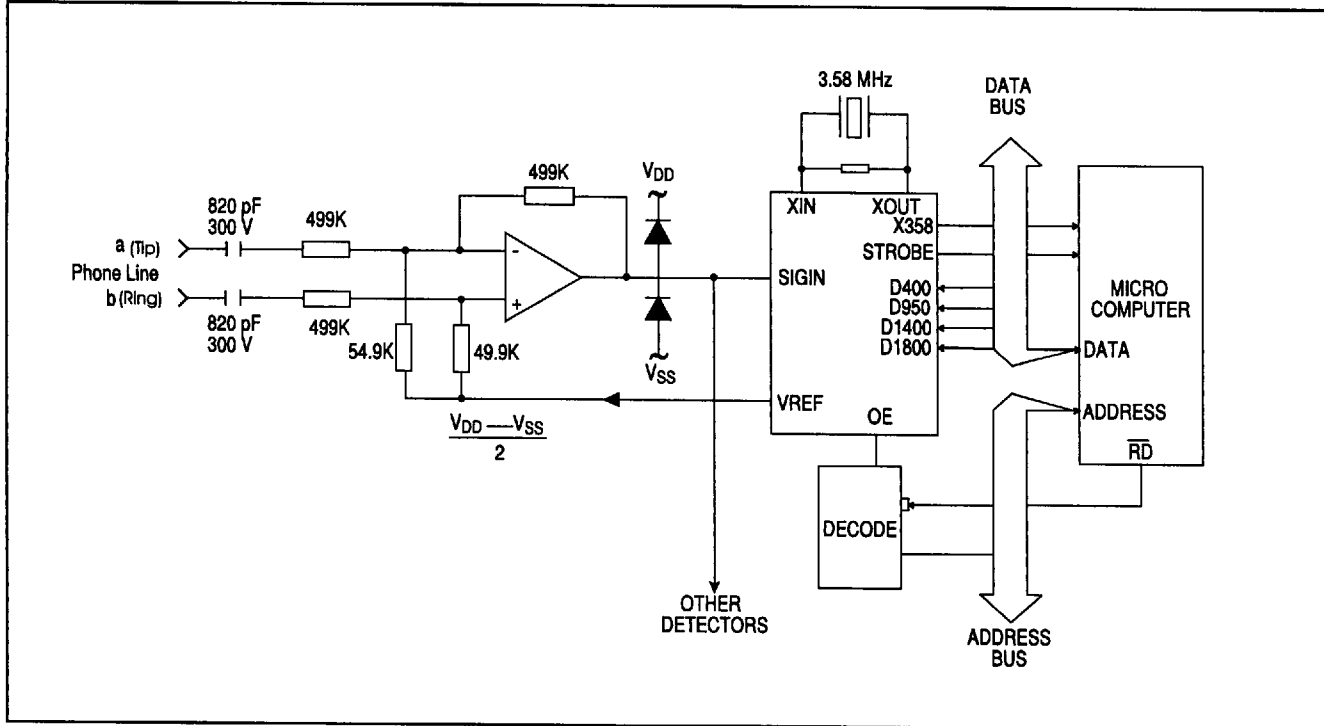 3.58 MHz
DATA
BUS
VDD
499K
XIN
XOUT
X358
820 pF
300 V
499K
STROBE
a (Tip)
-
SIGIN
D400
MICRO
COMPUTER
Phone Line
D950
b (Ring)
+
D1400
D1800
820 pF
300 V
499K
54.9K
49.9K
DATA
VSS
VREF
ADDRESS
VDD — VSS
2
OE
RD
DECODE
OTHER
DETECTORS
ADDRESS
BUS